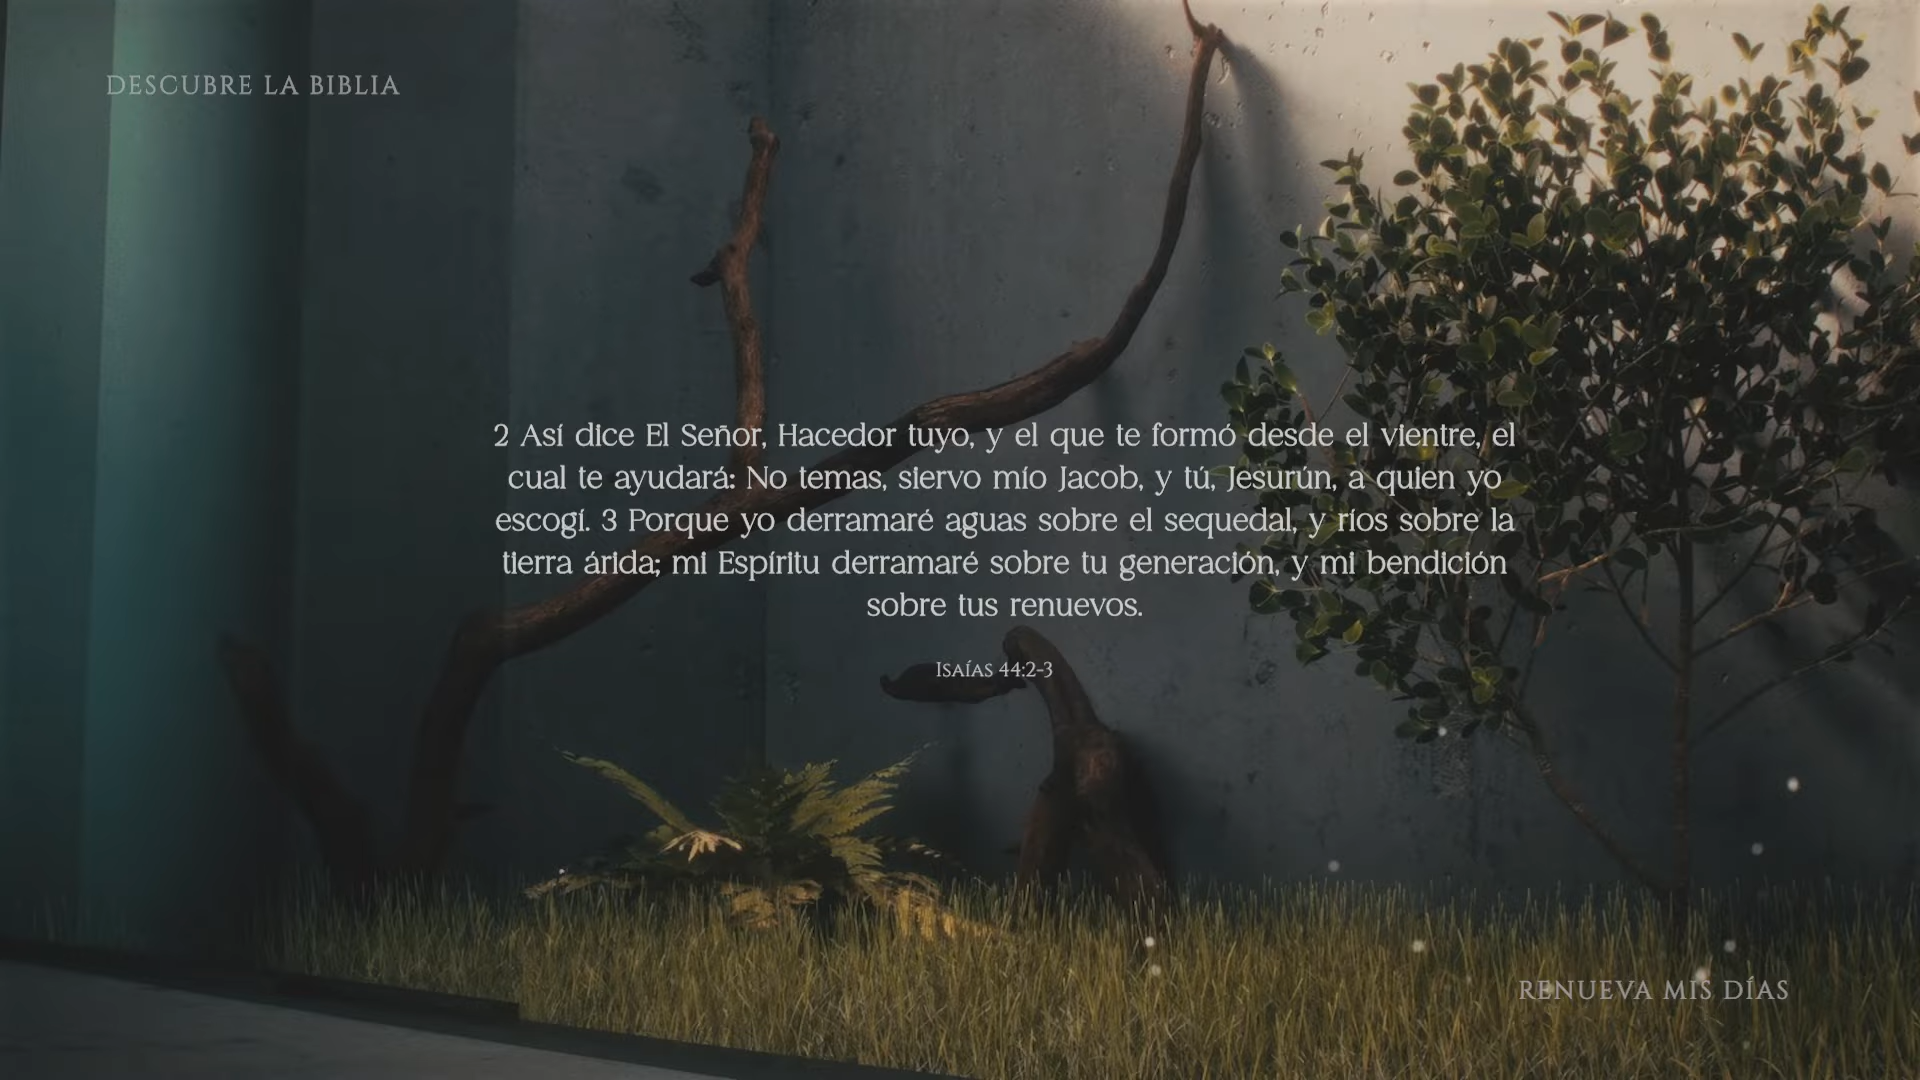 DESCUBRE LA BIBLIA
2 Así dice El Señor, Hacedor tuyo, y el que te formó desde el vientre, el
cual te ayudará: No temas, siervo mío Jacob, y tú, Jesurún, a quien yo
escogí. 3 Porque yo derramaré aguas sobre el sequedal, y ríos sobre la
tierra árida; mi Espíritu derramaré sobre tu generación, y mi bendición
sobre tus renuevos.
Isaías 44:2-3
RENUEVA MIS DÍAS